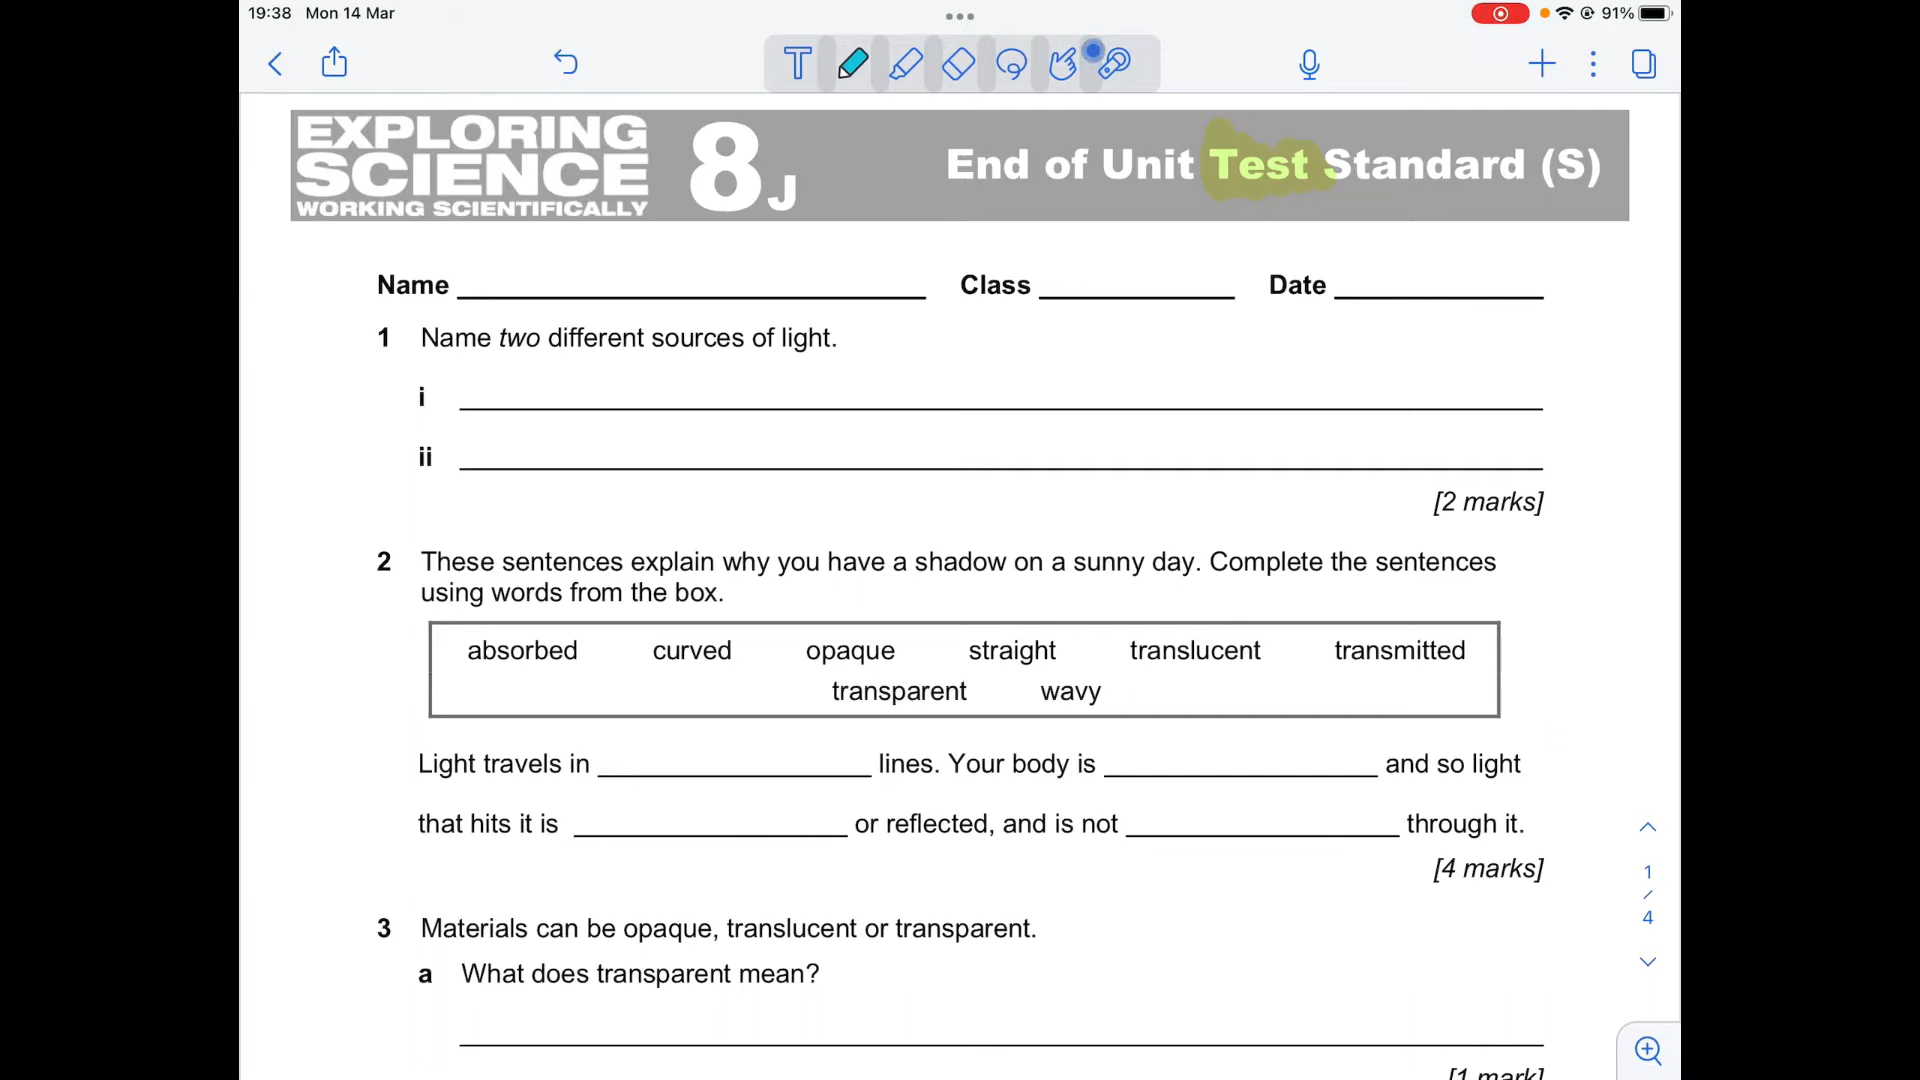 19:38 Mon 14 Mar
91%
EXPLORING
SCIENCE
WORKING SCIENTIFICALLY
8J
End of Unit Test Standard (S)
Name Class Date
1 Name two different sources of light.
i
ii
[2 marks]
2 These sentences explain why you have a shadow on a sunny day. Complete the sentences
using words from the box.
absorbed curved opaque straight translucent transmitted
transparent wavy
Light travels in lines. Your body is and so light
that hits it is or reflected, and is not through it.
[4 marks]
3 Materials can be opaque, translucent or transparent.
a What does transparent mean?
[1 mark]
1
/
4